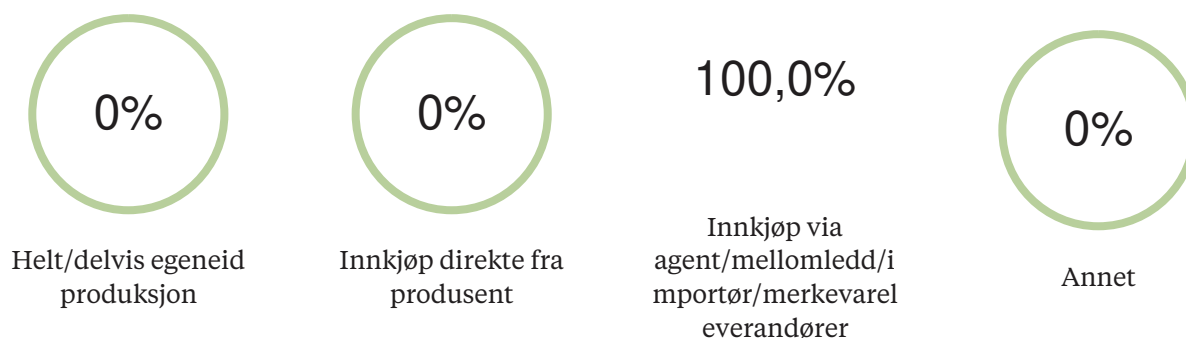 0%
Helt/delvis egeneid
produksjon
0%
Innkjøp direkte fra
produsent
100,0%
Innkjøp via
agent/mellomledd/i
mportør/merkevarel
everandører
0%
Annet